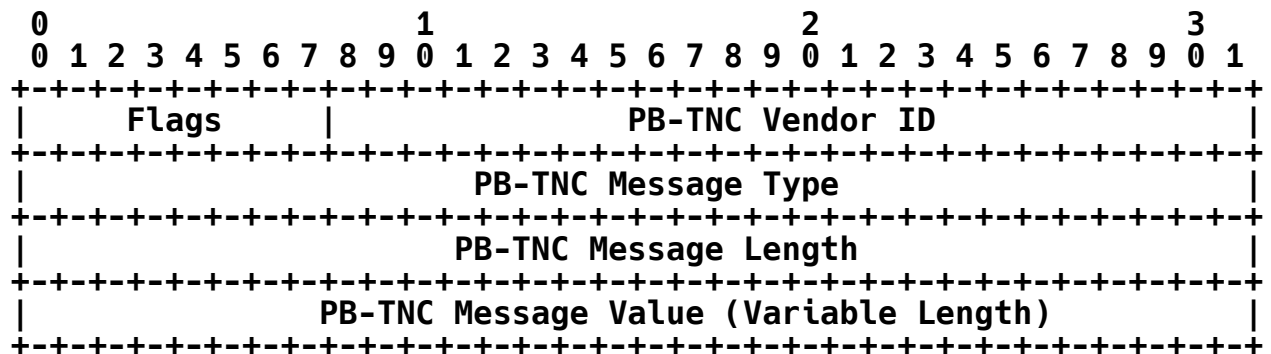 0                   1                   2                   3
 0 1 2 3 4 5 6 7 8 9 0 1 2 3 4 5 6 7 8 9 0 1 2 3 4 5 6 7 8 9 0 1
+-+-+-+-+-+-+-+-+-+-+-+-+-+-+-+-+-+-+-+-+-+-+-+-+-+-+-+-+-+-+-+-+
|     Flags     |               PB-TNC Vendor ID                |
+-+-+-+-+-+-+-+-+-+-+-+-+-+-+-+-+-+-+-+-+-+-+-+-+-+-+-+-+-+-+-+-+
|                       PB-TNC Message Type                     |
+-+-+-+-+-+-+-+-+-+-+-+-+-+-+-+-+-+-+-+-+-+-+-+-+-+-+-+-+-+-+-+-+
|                      PB-TNC Message Length                    |
+-+-+-+-+-+-+-+-+-+-+-+-+-+-+-+-+-+-+-+-+-+-+-+-+-+-+-+-+-+-+-+-+
|               PB-TNC Message Value (Variable Length)          |
+-+-+-+-+-+-+-+-+-+-+-+-+-+-+-+-+-+-+-+-+-+-+-+-+-+-+-+-+-+-+-+-+